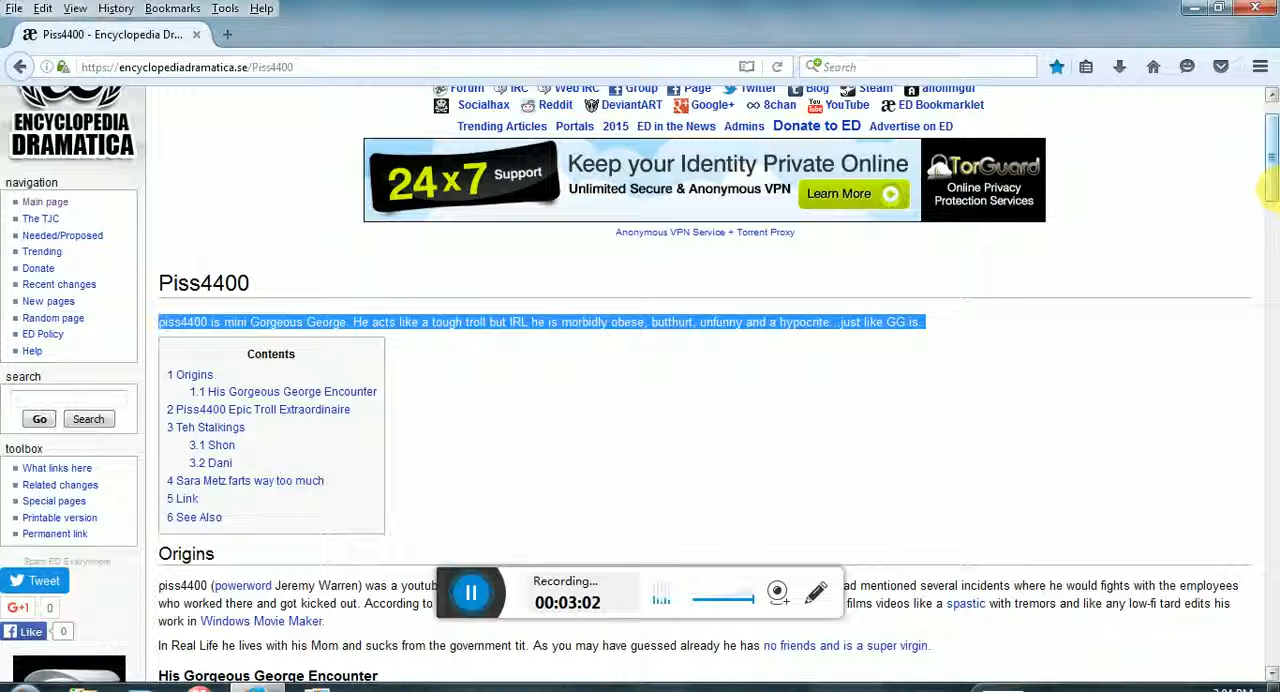 File Edit View History Bookmarks Tools Help
æ Piss4400 - Encyclopedia Dr... × +
https://encyclopediadramatica.se/Piss4400
Search
Forum IRC Web IRC Group Page Twitter Blog Steam anonimgur
Socialhax Reddit DeviantART Google+ 8chan YouTube ED Bookmarklet
Trending Articles Portals 2015 ED in the News Admins Donate to ED Advertise on ED
ENCYCLOPEDIA
DRAMATICA
24x7 Support
Keep your Identity Private Online
Unlimited Secure & Anonymous VPN
Learn More
TorGuard
Online Privacy
Protection Services
Anonymous VPN Service + Torrent Proxy
navigation
Main page
The TJC
Needed/Proposed
Trending
Donate
Recent changes
New pages
Random page
ED Policy
Help
search
Go Search
toolbox
What links here
Related changes
Special pages
Printable version
Permanent link
Spam ED Everywhere
Tweet
G+1 0
Like 0
Piss4400
piss4400 is mini Gorgeous George. He acts like a tough troll but IRL he is morbidly obese, butthurt, unfunny and a hypocrite...just like GG is.
Contents
1 Origins
1.1 His Gorgeous George Encounter
2 Piss4400 Epic Troll Extraordinaire
3 Teh Stalkings
3.1 Shon
3.2 Dani
4 Sara Metz farts way too much
5 Link
6 See Also
Origins
piss4400 (powerword Jeremy Warren) was a youtub ad mentioned several incidents where he would fights with the employees
who worked there and got kicked out. According to films videos like a spastic with tremors and like any low-fi tard edits his
work in Windows Movie Maker.
In Real Life he lives with his Mom and sucks from the government tit. As you may have guessed already he has no friends and is a super virgin.
His Gorgeous George Encounter
Recording...
00:03:02